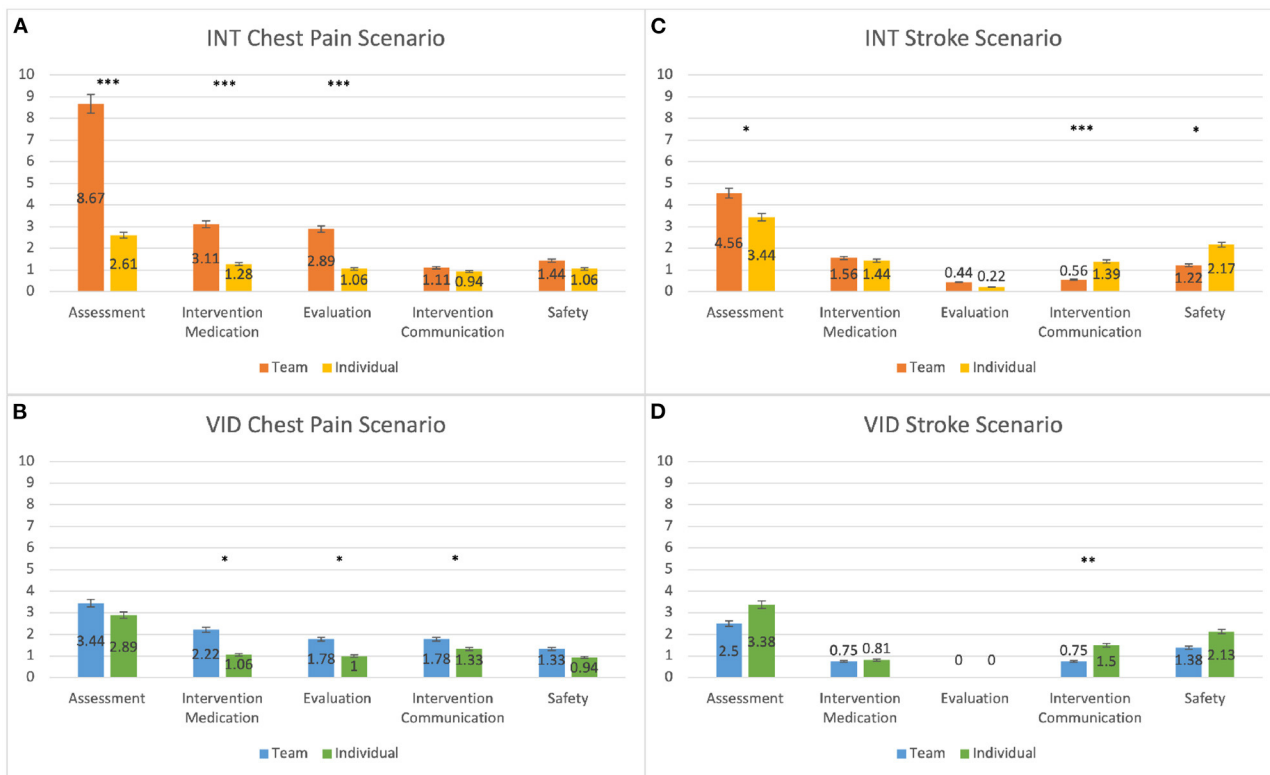 A
INT Chest Pain Scenario
10
9
8
7
6
5
4
3
2
1
0
***
***
***
8.67
2.61
3.11
1.28
2.89
1.06
1.11
0.94
1.44
1.06
Assessment
Intervention
Medication
Evaluation
Intervention
Communication
Safety
Team
Individual
C
INT Stroke Scenario
10
9
8
7
6
5
4
3
2
1
0
*
***
*
4.56
3.44
1.56
1.44
0.44
0.22
0.56
1.39
1.22
2.17
Assessment
Intervention
Medication
Evaluation
Intervention
Communication
Safety
Team
Individual
B
VID Chest Pain Scenario
10
9
8
7
6
5
4
3
2
1
0
*
*
*
3.44
2.89
2.22
1.06
1.78
1
1.78
1.33
1.33
0.94
Assessment
Intervention
Medication
Evaluation
Intervention
Communication
Safety
Team
Individual
D
VID Stroke Scenario
10
9
8
7
6
5
4
3
2
1
0
**
2.5
3.38
0.75
0.81
0
0
0.75
1.5
1.38
2.13
Assessment
Intervention
Medication
Evaluation
Intervention
Communication
Safety
Team
Individual